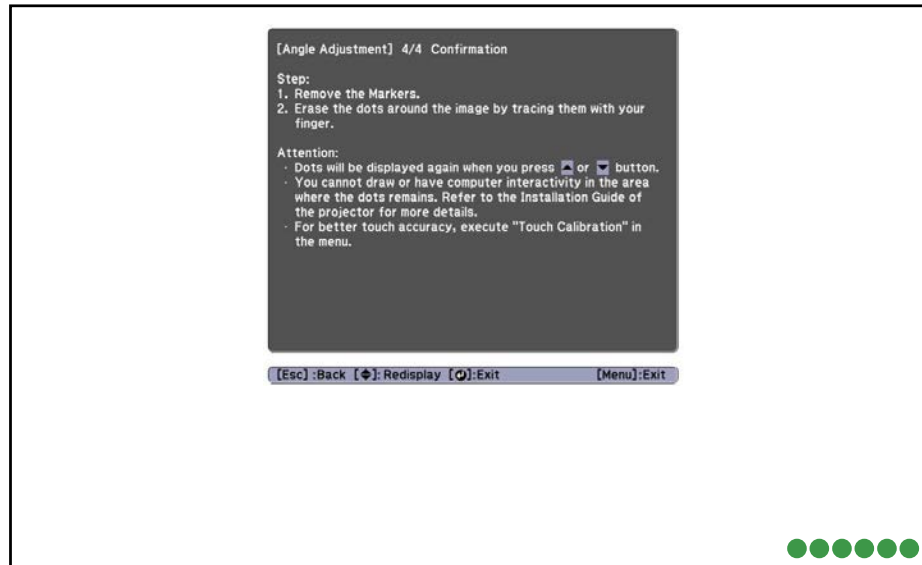 [Angle Adjustment] 4/4 Confirmation
Step:
1. Remove the Markers.
2. Erase the dots around the image by tracing them with your
finger.
Attention:
· Dots will be displayed again when you press ▲ or ▼ button.
· You cannot draw or have computer interactivity in the area
where the dots remains. Refer to the Installation Guide of
the projector for more details.
· For better touch accuracy, execute "Touch Calibration" in
the menu.
[Esc] :Back [◆]: Redisplay [⏎]:Exit [Menu]:Exit